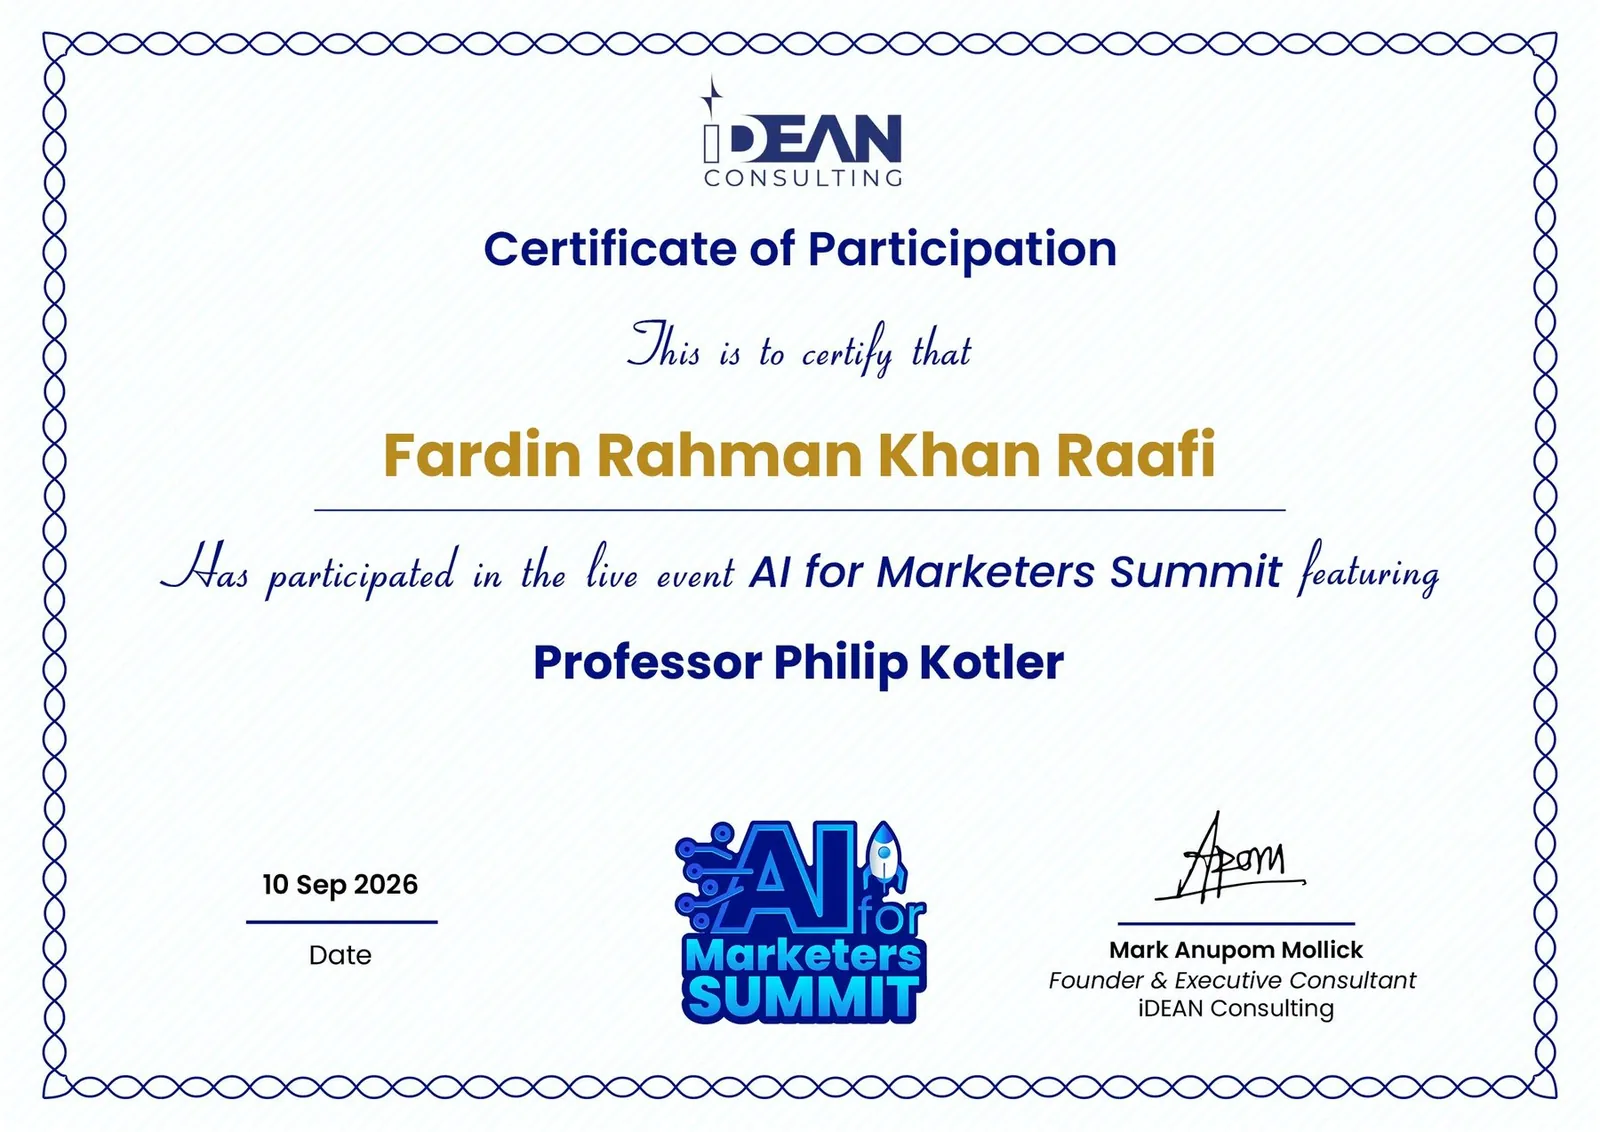 iDEAN
CONSULTING
Certificate of Participation
This is to certify that
Fardin Rahman Khan Raafi
Has participated in the live event AI for Marketers Summit featuring
Professor Philip Kotler
10 Sep 2026
Date
AI for
Marketers
SUMMIT
Apom
Mark Anupom Mollick
Founder & Executive Consultant
iDEAN Consulting